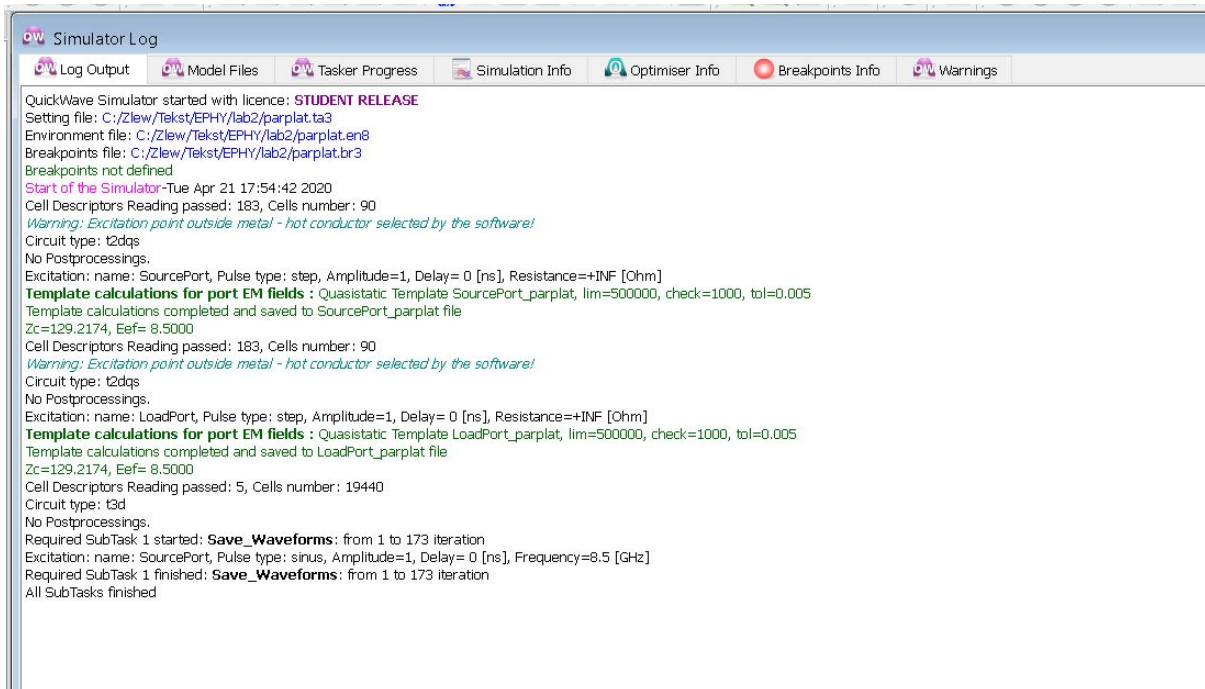 Simulator Log
Log Output Model Files Tasker Progress Simulation Info Optimiser Info Breakpoints Info Warnings
QuickWave Simulator started with licence: STUDENT RELEASE
Setting file: C:/Zlew/Tekst/EPHY/lab2/parplat.ta3
Environment file: C:/Zlew/Tekst/EPHY/lab2/parplat.en8
Breakpoints file: C:/Zlew/Tekst/EPHY/lab2/parplat.br3
Breakpoints not defined
Start of the Simulator-Tue Apr 21 17:54:42 2020
Cell Descriptors Reading passed: 183, Cells number: 90
Warning: Excitation point outside metal - hot conductor selected by the software!
Circuit type: t2dqs
No Postprocessings.
Excitation: name: SourcePort, Pulse type: step, Amplitude=1, Delay= 0 [ns], Resistance=+INF [Ohm]
Template calculations for port EM fields : Quasistatic Template SourcePort_parplat, lim=500000, check=1000, tol=0.005
Template calculations completed and saved to SourcePort_parplat file
Zc=129.2174, Eef= 8.5000
Cell Descriptors Reading passed: 183, Cells number: 90
Warning: Excitation point outside metal - hot conductor selected by the software!
Circuit type: t2dqs
No Postprocessings.
Excitation: name: LoadPort, Pulse type: step, Amplitude=1, Delay= 0 [ns], Resistance=+INF [Ohm]
Template calculations for port EM fields : Quasistatic Template LoadPort_parplat, lim=500000, check=1000, tol=0.005
Template calculations completed and saved to LoadPort_parplat file
Zc=129.2174, Eef= 8.5000
Cell Descriptors Reading passed: 5, Cells number: 19440
Circuit type: t3d
No Postprocessings.
Required SubTask 1 started: Save_Waveforms: from 1 to 173 iteration
Excitation: name: SourcePort, Pulse type: sinus, Amplitude=1, Delay= 0 [ns], Frequency=8.5 [GHz]
Required SubTask 1 finished: Save_Waveforms: from 1 to 173 iteration
All SubTasks finished